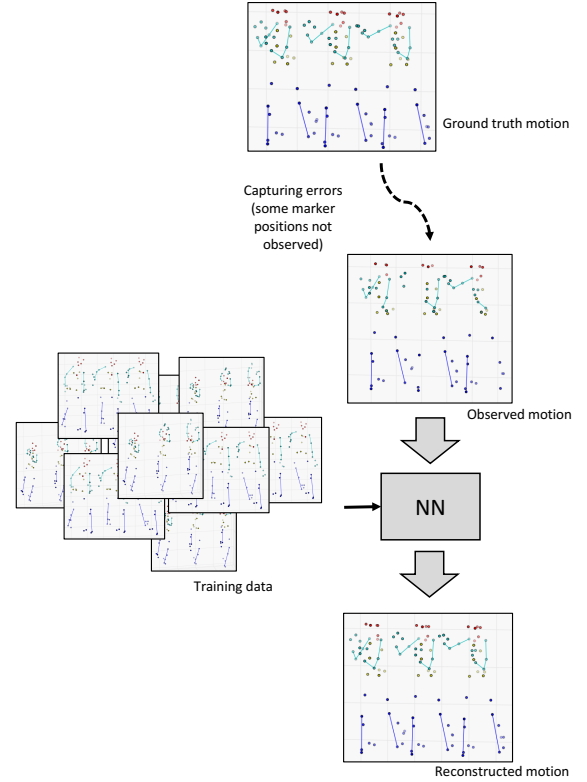 Ground truth motion
Capturing errors
(some marker
positions not
observed)
Observed motion
NN
Training data
Reconstructed motion